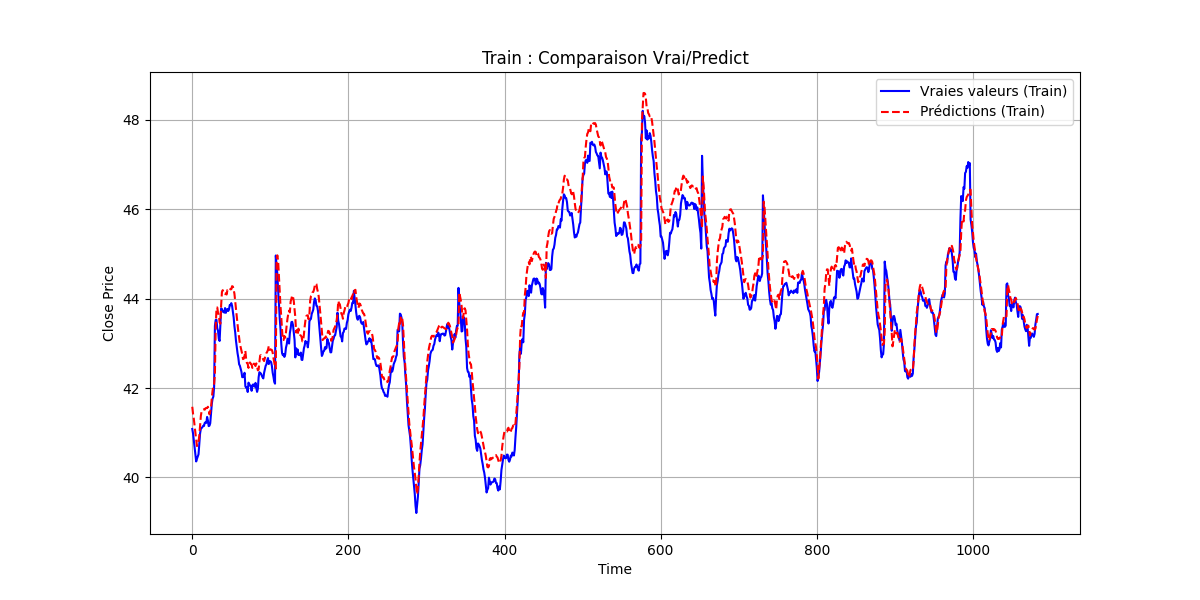 Train : Comparaison Vrai/Predict
Vraies valeurs (Train)
Prédictions (Train)
Close Price
48
46
44
42
40
0 200 400 600 800 1000
Time